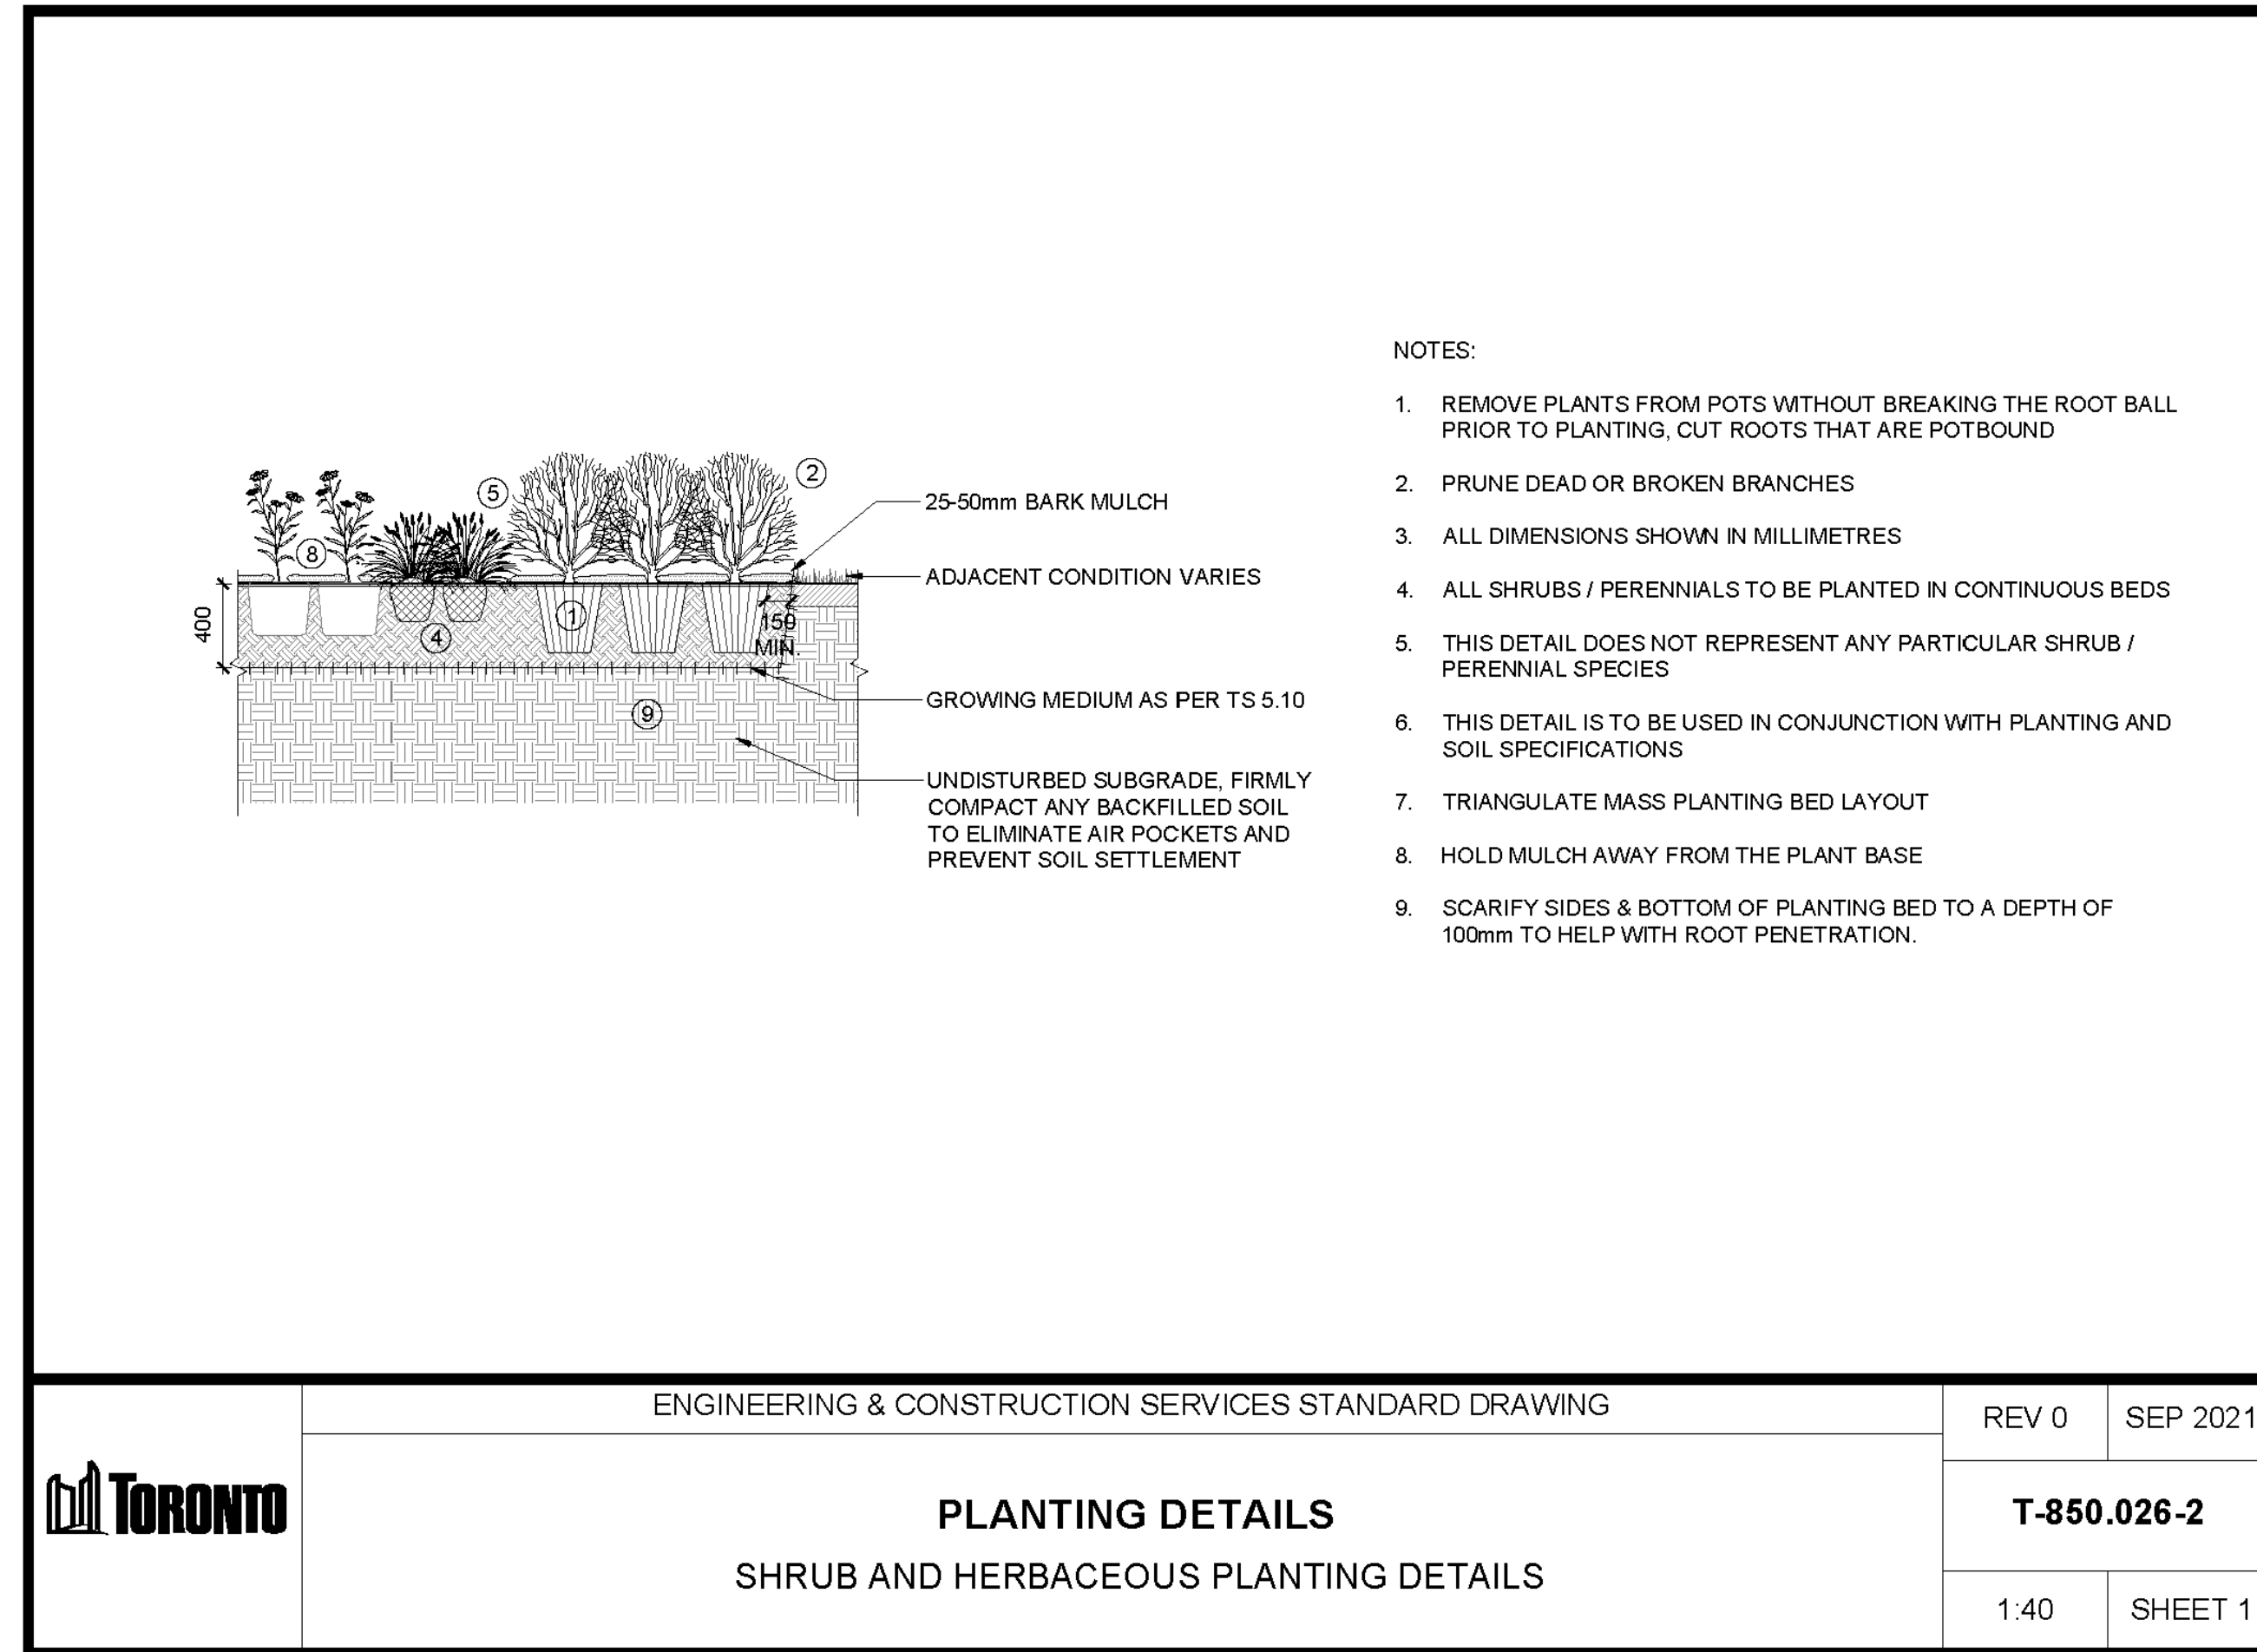 NOTES:
1. REMOVE PLANTS FROM POTS WITHOUT BREAKING THE ROOT BALL
PRIOR TO PLANTING, CUT ROOTS THAT ARE POTBOUND
2. PRUNE DEAD OR BROKEN BRANCHES
3. ALL DIMENSIONS SHOWN IN MILLIMETRES
4. ALL SHRUBS / PERENNIALS TO BE PLANTED IN CONTINUOUS BEDS
5. THIS DETAIL DOES NOT REPRESENT ANY PARTICULAR SHRUB /
PERENNIAL SPECIES
6. THIS DETAIL IS TO BE USED IN CONJUNCTION WITH PLANTING AND
SOIL SPECIFICATIONS
7. TRIANGULATE MASS PLANTING BED LAYOUT
8. HOLD MULCH AWAY FROM THE PLANT BASE
9. SCARIFY SIDES & BOTTOM OF PLANTING BED TO A DEPTH OF
100mm TO HELP WITH ROOT PENETRATION.
2
5
8
1
4
9
400
150
MIN.
25-50mm BARK MULCH
ADJACENT CONDITION VARIES
GROWING MEDIUM AS PER TS 5.10
UNDISTURBED SUBGRADE, FIRMLY
COMPACT ANY BACKFILLED SOIL
TO ELIMINATE AIR POCKETS AND
PREVENT SOIL SETTLEMENT
TORONTO
ENGINEERING & CONSTRUCTION SERVICES STANDARD DRAWING
PLANTING DETAILS
SHRUB AND HERBACEOUS PLANTING DETAILS
REV 0
SEP 2021
T-850.026-2
1:40
SHEET 1